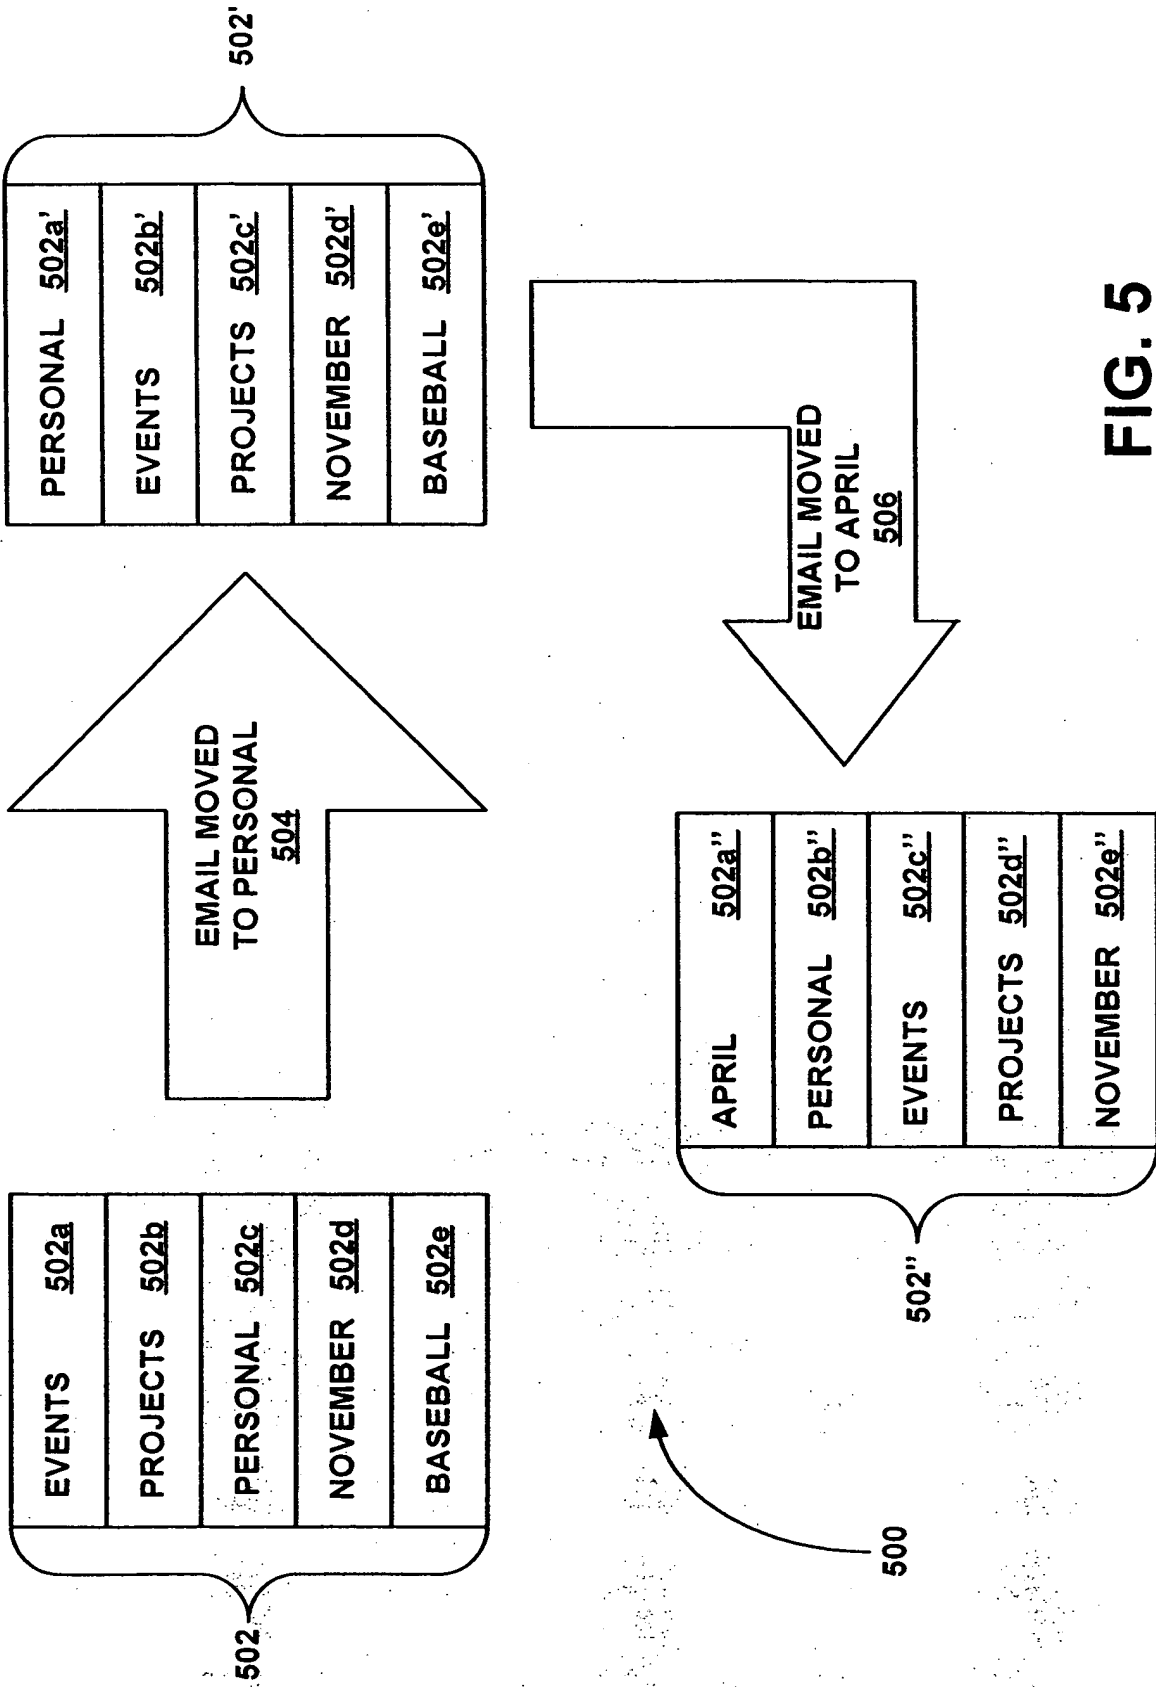 502
EVENTS 502a
PROJECTS 502b
PERSONAL 502c
NOVEMBER 502d
BASEBALL 502e
EMAIL MOVED
TO PERSONAL
504
PERSONAL 502a'
EVENTS 502b'
PROJECTS 502c'
NOVEMBER 502d'
BASEBALL 502e'
502'
EMAIL MOVED
TO APRIL
506
502"
APRIL 502a"
PERSONAL 502b"
EVENTS 502c"
PROJECTS 502d"
NOVEMBER 502e"
500
FIG. 5